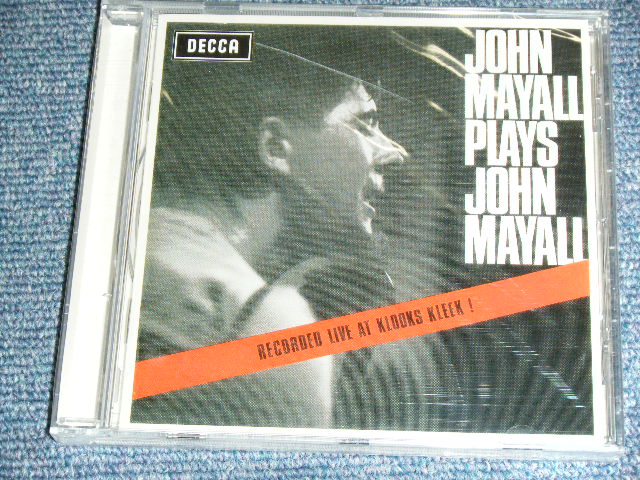 DECCA
JOHN
MAYALL
PLAYS
JOHN
MAYALL
RECORDED LIVE AT KLOOKS KLEEK !